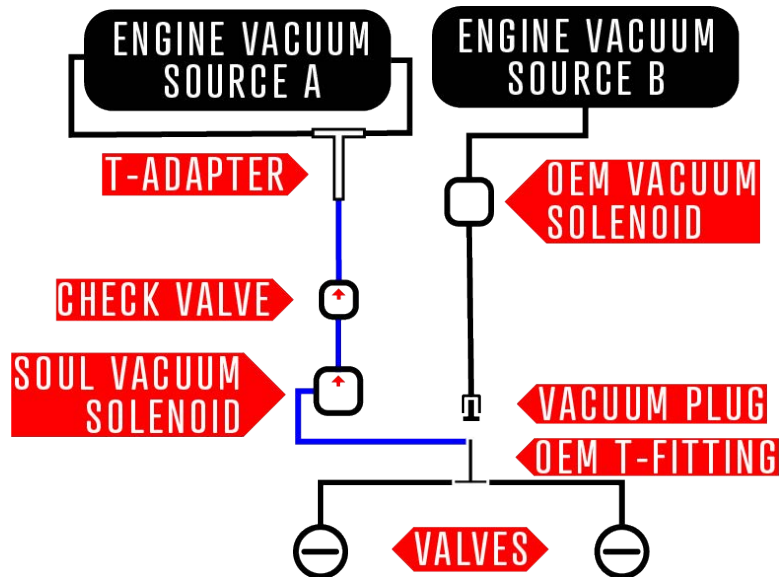 ENGINE VACUUM
SOURCE A
ENGINE VACUUM
SOURCE B
T-ADAPTER
OEM VACUUM
SOLENOID
CHECK VALVE
SOUL VACUUM
SOLENOID
VACUUM PLUG
OEM T-FITTING
VALVES